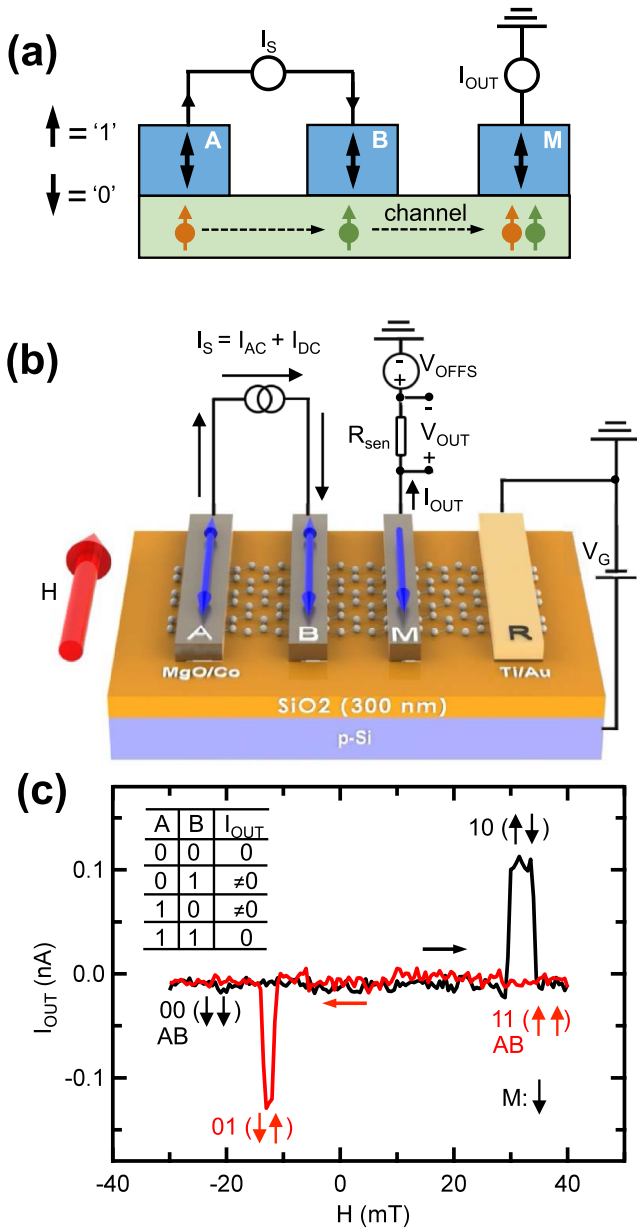 (a)
I_S
I_OUT
↑ = '1'
↓ = '0'
A
B
M
channel
(b)
I_S = I_AC + I_DC
- V_OFFS
+
-
R_sen
V_OUT
+
I_OUT
H
V_G
A
B
M
R
MgO/Co
Ti/Au
SiO2 (300 nm)
p-Si
(c)
A B I_OUT
0 0 0
0 1 ≠0
1 0 ≠0
1 1 0
10 (↑↓)
00 (↓↓)
AB
11 (↑↑)
AB
01 (↓↑)
M: ↓
0.1
0.0
-0.1
I_OUT (nA)
-40 -20 0 20 40
H (mT)